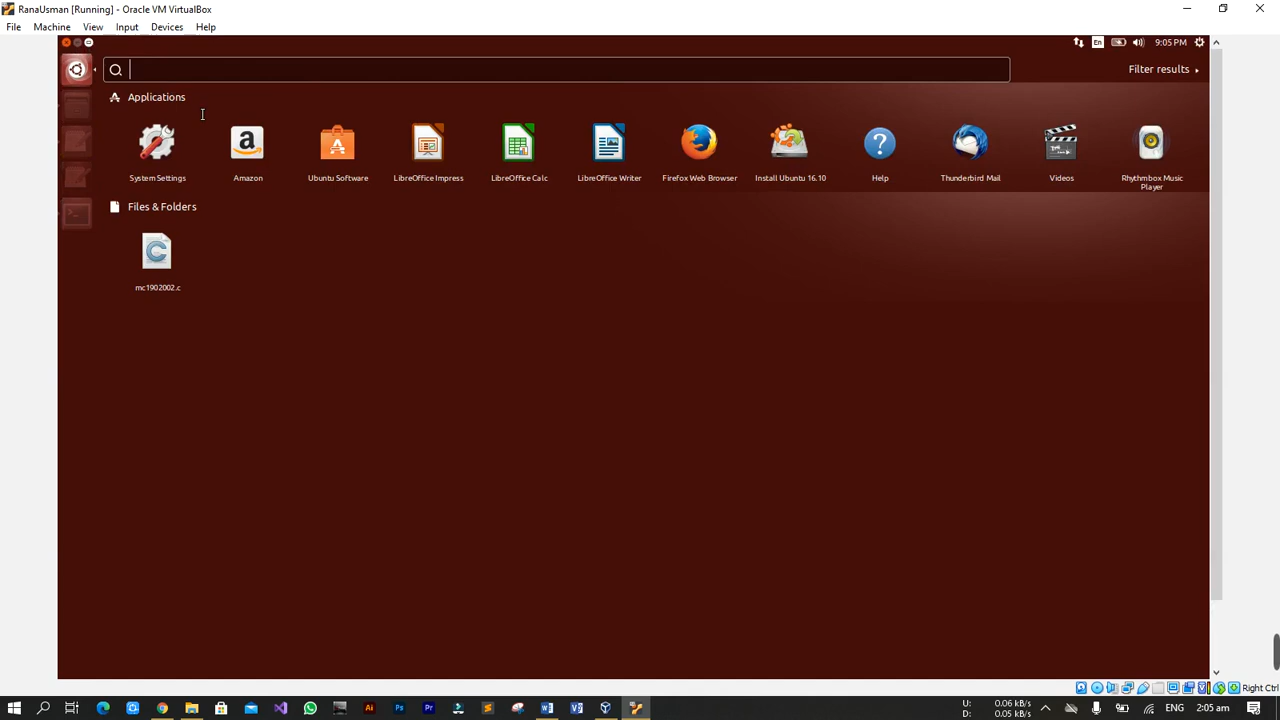 RanaUsman [Running] - Oracle VM VirtualBox
File Machine View Input Devices Help
En 9:05 PM
Filter results
Applications
System Settings
Amazon
Ubuntu Software
LibreOffice Impress
LibreOffice Calc
LibreOffice Writer
Firefox Web Browser
Install Ubuntu 16.10
Help
Thunderbird Mail
Videos
Rhythmbox Music
Player
Files & Folders
mc1902002.c
Right Ctrl
U: 0.06 kB/s
D: 0.05 kB/s
ENG 2:05 am